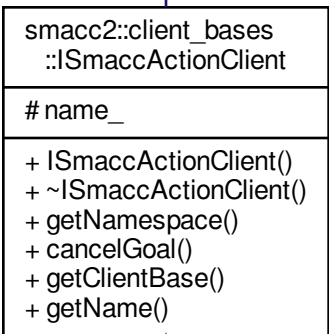 smacc2::client_bases
::ISmaccActionClient
# name_
+ ISmaccActionClient()
+ ~ISmaccActionClient()
+ getNamespace()
+ cancelGoal()
+ getClientBase()
+ getName()